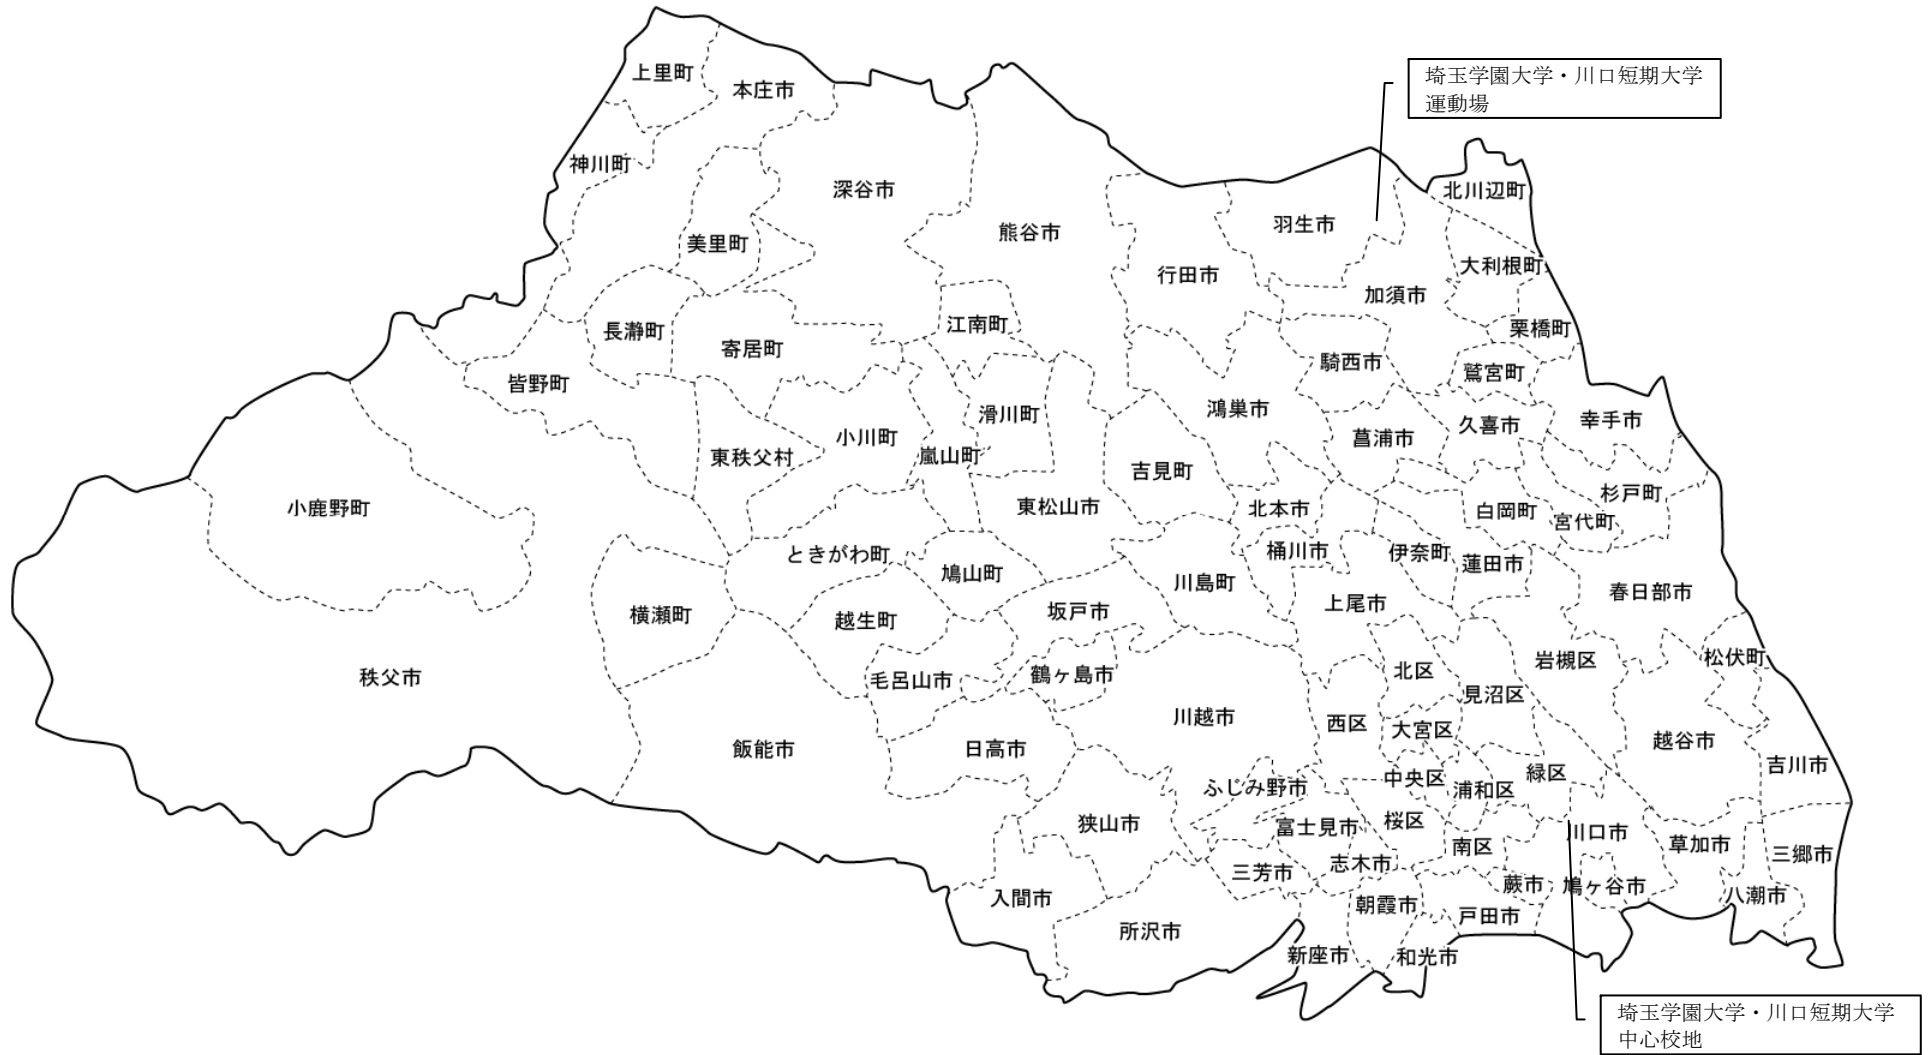 上里町
本庄市
埼玉学園大学・川口短期大学
運動場
神川町
深谷市
北川辺町
美里町
熊谷市
羽生市
行田市
大利根町
加須市
長瀞町
寄居町
江南町
栗橋町
皆野町
騎西市
鷲宮町
滑川町
鴻巣市
菖浦市
久喜市
幸手市
東秩父村
小川町
嵐山町
吉見町
小鹿野町
東松山市
北本市
白岡町
杉戸町
宮代町
ときがわ町
鳩山町
桶川市
伊奈町
蓮田市
川島町
春日部市
横瀬町
越生町
坂戸市
上尾市
秩父市
毛呂山市
鶴ヶ島市
北区
岩槻区
松伏町
見沼区
川越市
西区
大宮区
越谷市
飯能市
日高市
吉川市
ふじみ野市
中央区
浦和区
緑区
狭山市
富士見市
桜区
川口市
草加市
三郷市
南区
三芳市
志木市
入間市
朝霞市
蕨市
鳩ヶ谷市
八潮市
戸田市
所沢市
新座市
和光市
埼玉学園大学・川口短期大学
中心校地